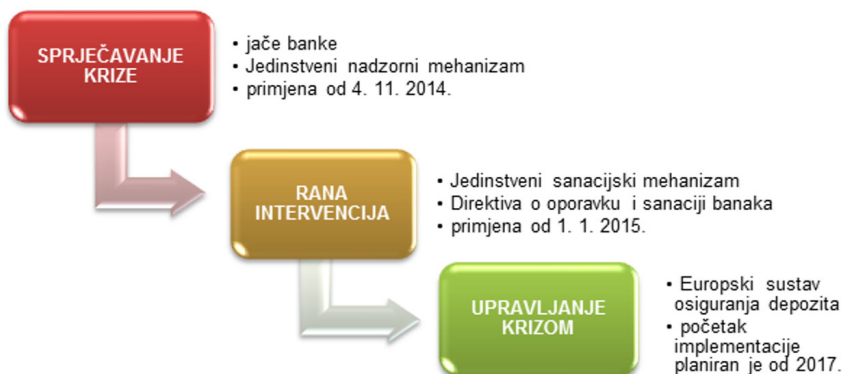 SPRJEČAVANJE
KRIZE
• jače banke
• Jedinstveni nadzorni mehanizam
• primjena od 4. 11. 2014.
RANA
INTERVENCIJA
• Jedinstveni sanacijski mehanizam
• Direktiva o oporavku i sanaciji banaka
• primjena od 1. 1. 2015.
UPRAVLJANJE
KRIZOM
• Europski sustav
osiguranja depozita
• početak
implementacije
planiran je od 2017.